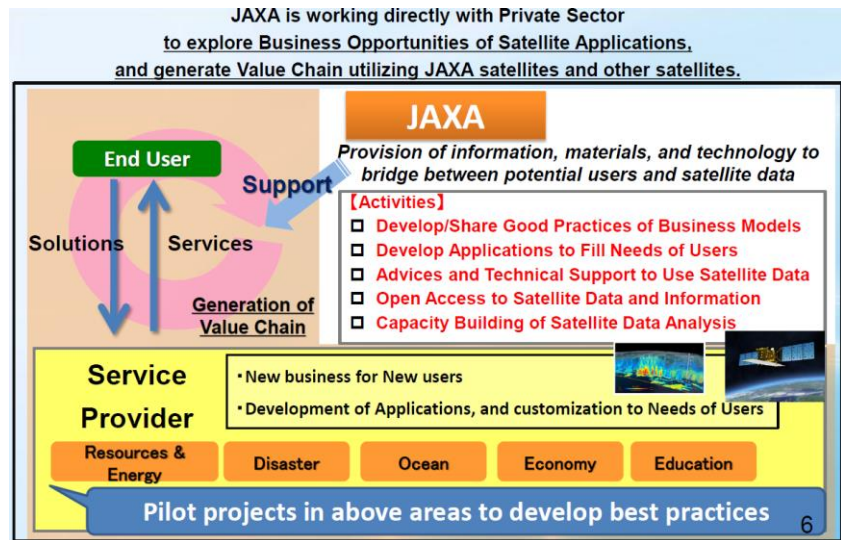 JAXA is working directly with Private Sector
to explore Business Opportunities of Satellite Applications,
and generate Value Chain utilizing JAXA satellites and other satellites.
JAXA
End User
Provision of information, materials, and technology to
bridge between potential users and satellite data
Support
Solutions
Services
Generation of
Value Chain
【Activities】
□ Develop/Share Good Practices of Business Models
□ Develop Applications to Fill Needs of Users
□ Advices and Technical Support to Use Satellite Data
□ Open Access to Satellite Data and Information
□ Capacity Building of Satellite Data Analysis
Service
Provider
・New business for New users
・Development of Applications, and customization to Needs of Users
Resources &
Energy
Disaster
Ocean
Economy
Education
Pilot projects in above areas to develop best practices
6